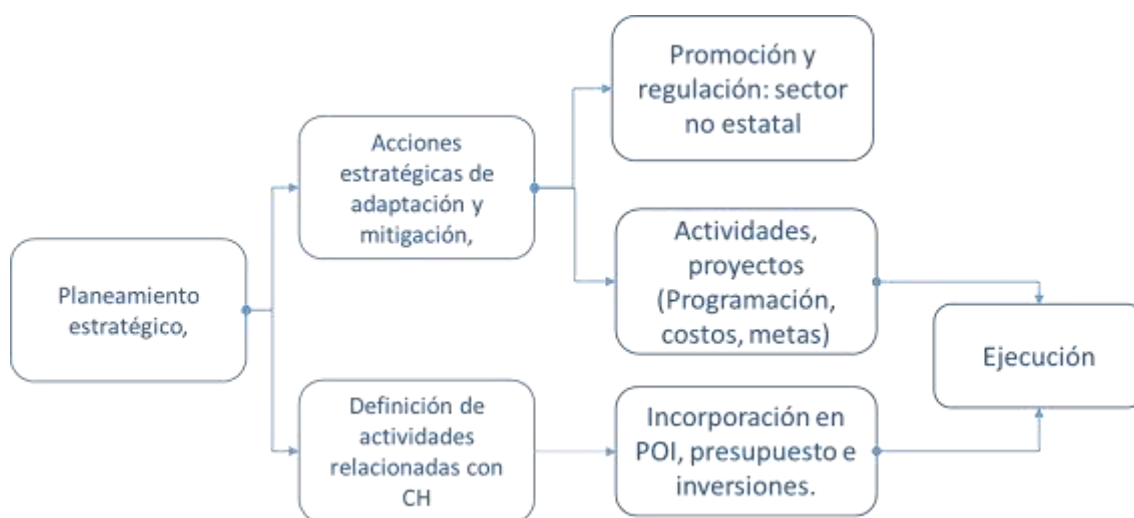 Promoción y
regulación: sector
no estatal
Acciones
estratégicas de
adaptación y
mitigación,
Actividades,
proyectos
(Programación,
costos, metas)
Planeamiento
estratégico,
Ejecución
Definición de
actividades
relacionadas con
CH
Incorporación en
POI, presupuesto e
inversiones.